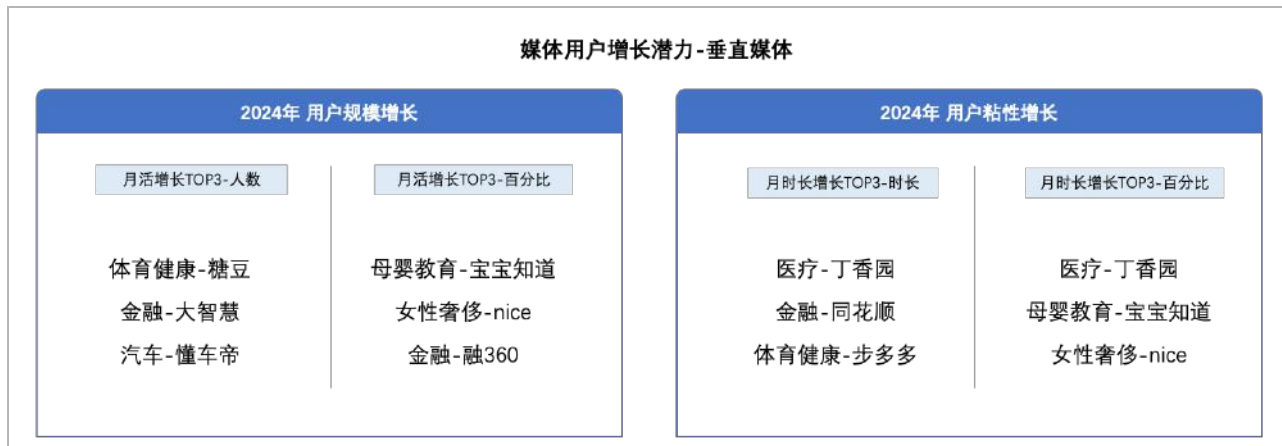 媒体用户增长潜力-垂直媒体
2024年 用户规模增长
月活增长TOP3-人数
体育健康-糖豆
金融-大智慧
汽车-懂车帝
月活增长TOP3-百分比
母婴教育-宝宝知道
女性奢侈-nice
金融-融360
2024年 用户粘性增长
月时长增长TOP3-时长
医疗-丁香园
金融-同花顺
体育健康-步多多
月时长增长TOP3-百分比
医疗-丁香园
母婴教育-宝宝知道
女性奢侈-nice